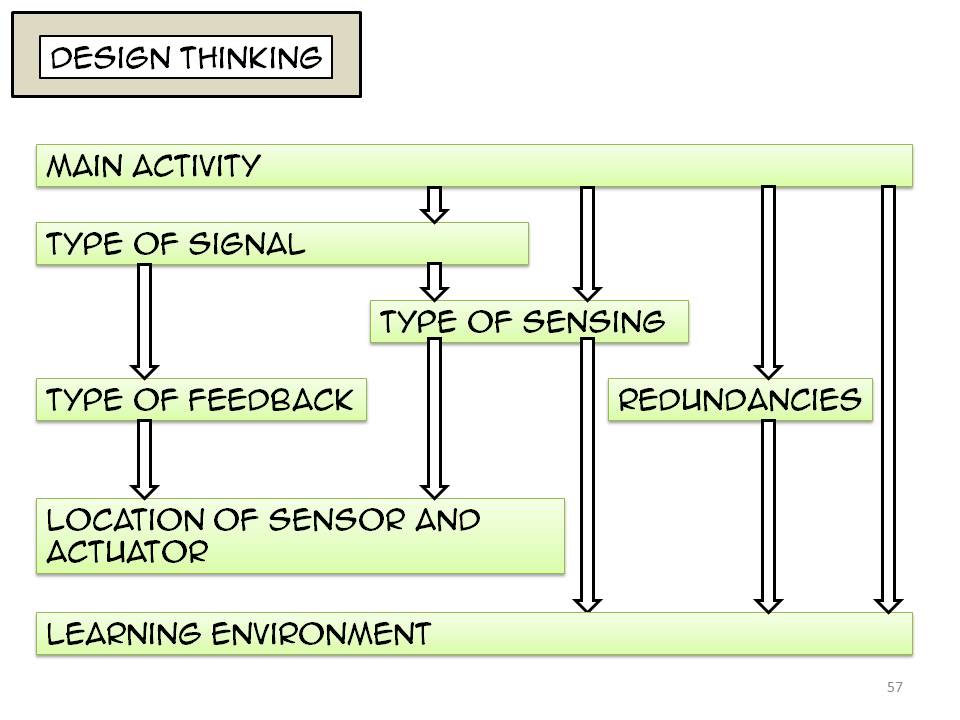 DESIGN THINKING
MAIN ACTIVITY
TYPE OF SIGNAL
TYPE OF SENSING
TYPE OF FEEDBACK
REDUNDANCIES
LOCATION OF SENSOR AND
ACTUATOR
LEARNING ENVIRONMENT
57